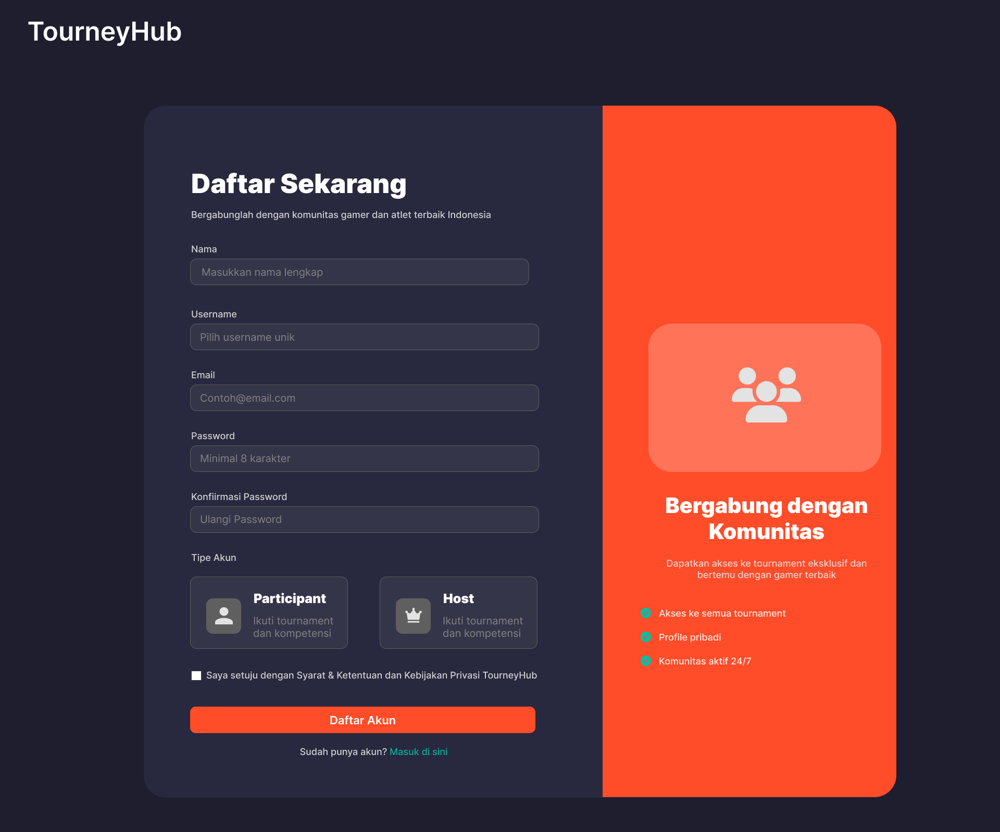 TourneyHub
Daftar Sekarang
Bergabunglah dengan komunitas gamer dan atlet terbaik Indonesia
Nama
Masukkan nama lengkap
Username
Pilih username unik
Email
Contoh@email.com
Password
Minimal 8 karakter
Konfiirmasi Password
Ulangi Password
Tipe Akun
Participant
Ikuti tournament
dan kompetensi
Host
Ikuti tournament
dan kompetensi
Saya setuju dengan Syarat & Ketentuan dan Kebijakan Privasi TourneyHub
Daftar Akun
Sudah punya akun? Masuk di sini
Bergabung dengan
Komunitas
Dapatkan akses ke tournament eksklusif dan
bertemu dengan gamer terbaik
Akses ke semua tournament
Profile pribadi
Komunitas aktif 24/7